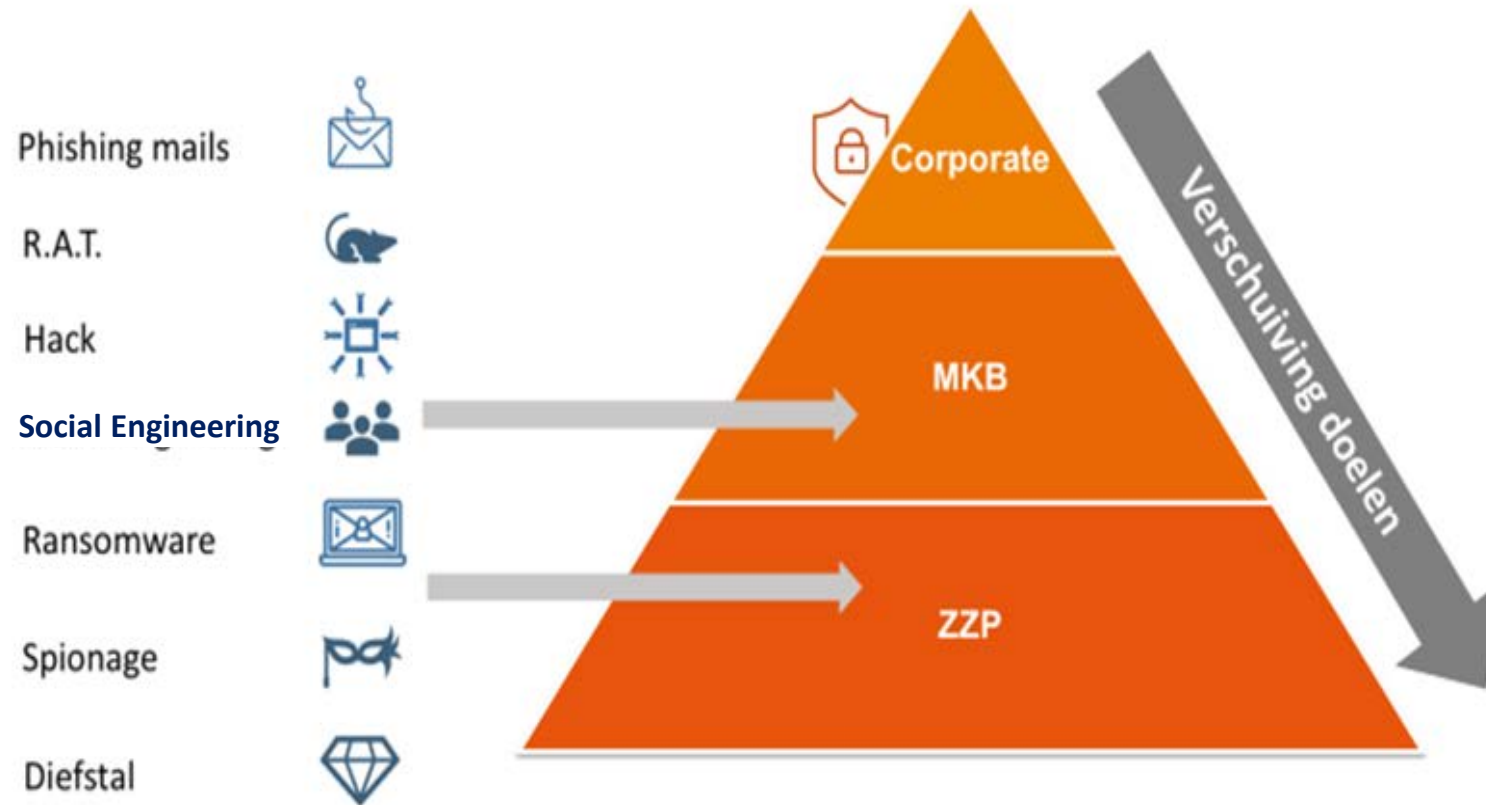 Phishing mails
R.A.T.
Hack
Social Engineering
Ransomware
Spionage
Diefstal
Corporate
MKB
ZZP
Verschuiving doelen